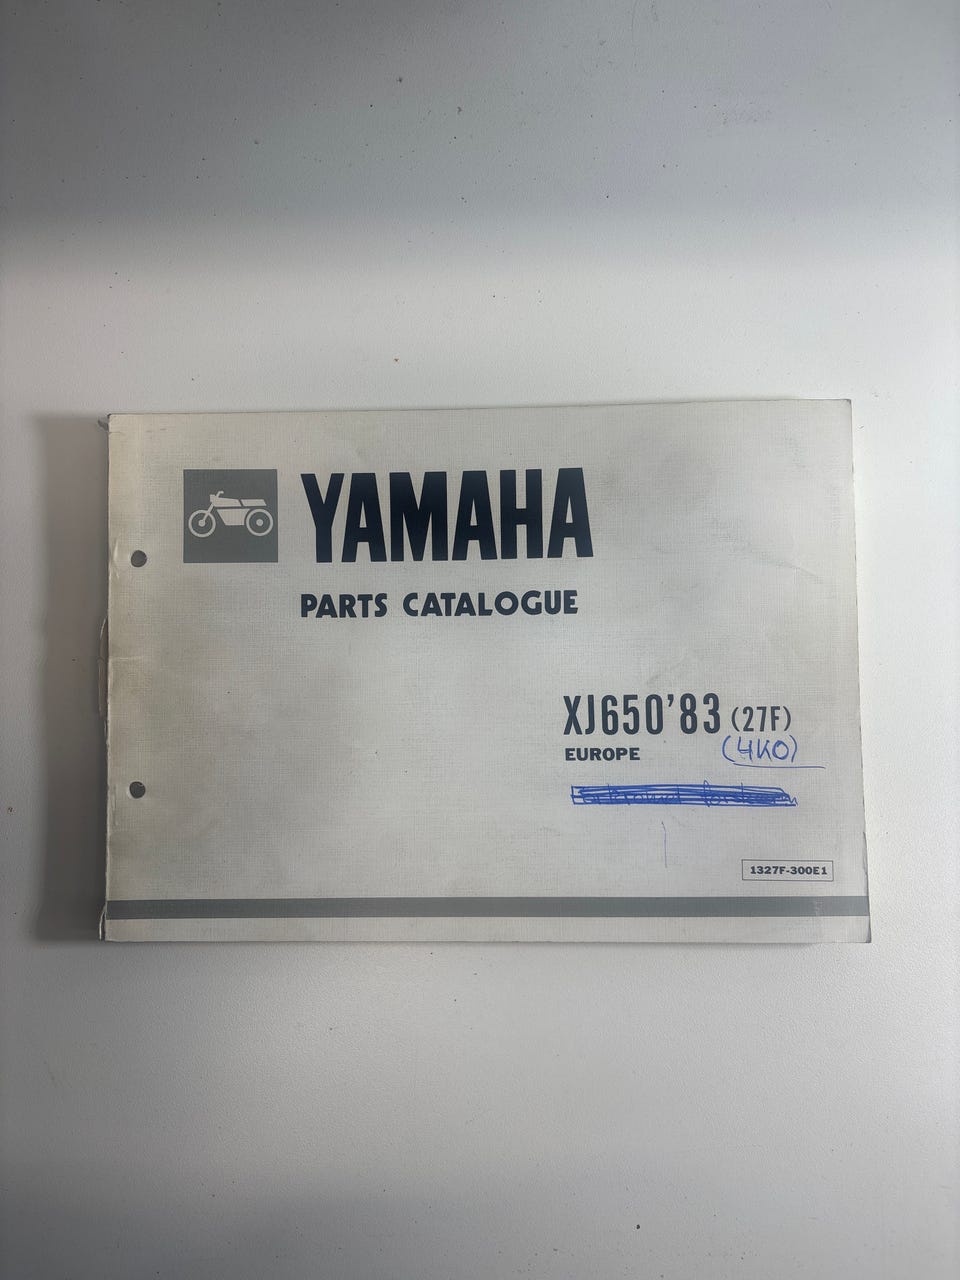 YAMAHA
PARTS CATALOGUE
XJ650'83 (27F)
EUROPE (4K0)
1327F-300E1